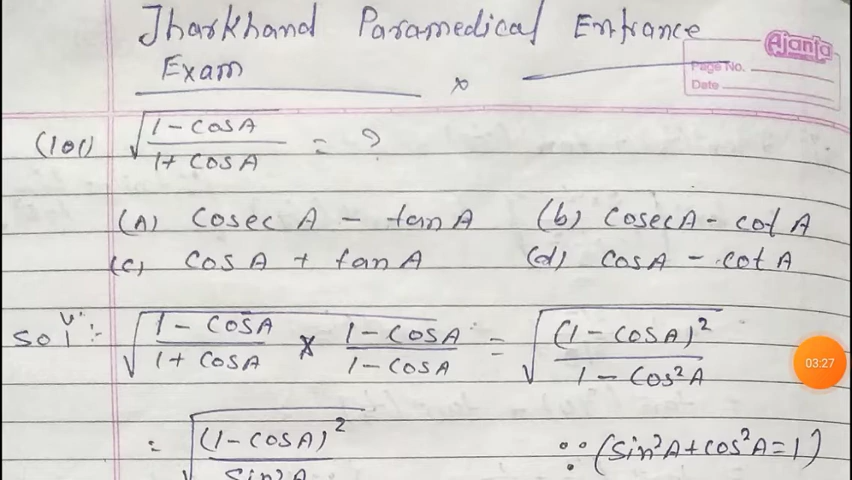 Jharkhand Paramedical Entrance
Exam
Ajanta
Page No.
Date
x
(101) √(1 - cosA / 1 + cosA) = ?
(A) cosec A - tan A (b) cosecA - cot A
(c) cos A + tan A (d) cosA - cot A
Solⁿ:- √(1 - cosA / 1 + cosA × 1 - cosA / 1 - cosA) = √((1 - cosA)² / 1 - cos²A)
03:27
= √((1 - cosA)² / sin²A) ∵ (sin²A + cos²A = 1)